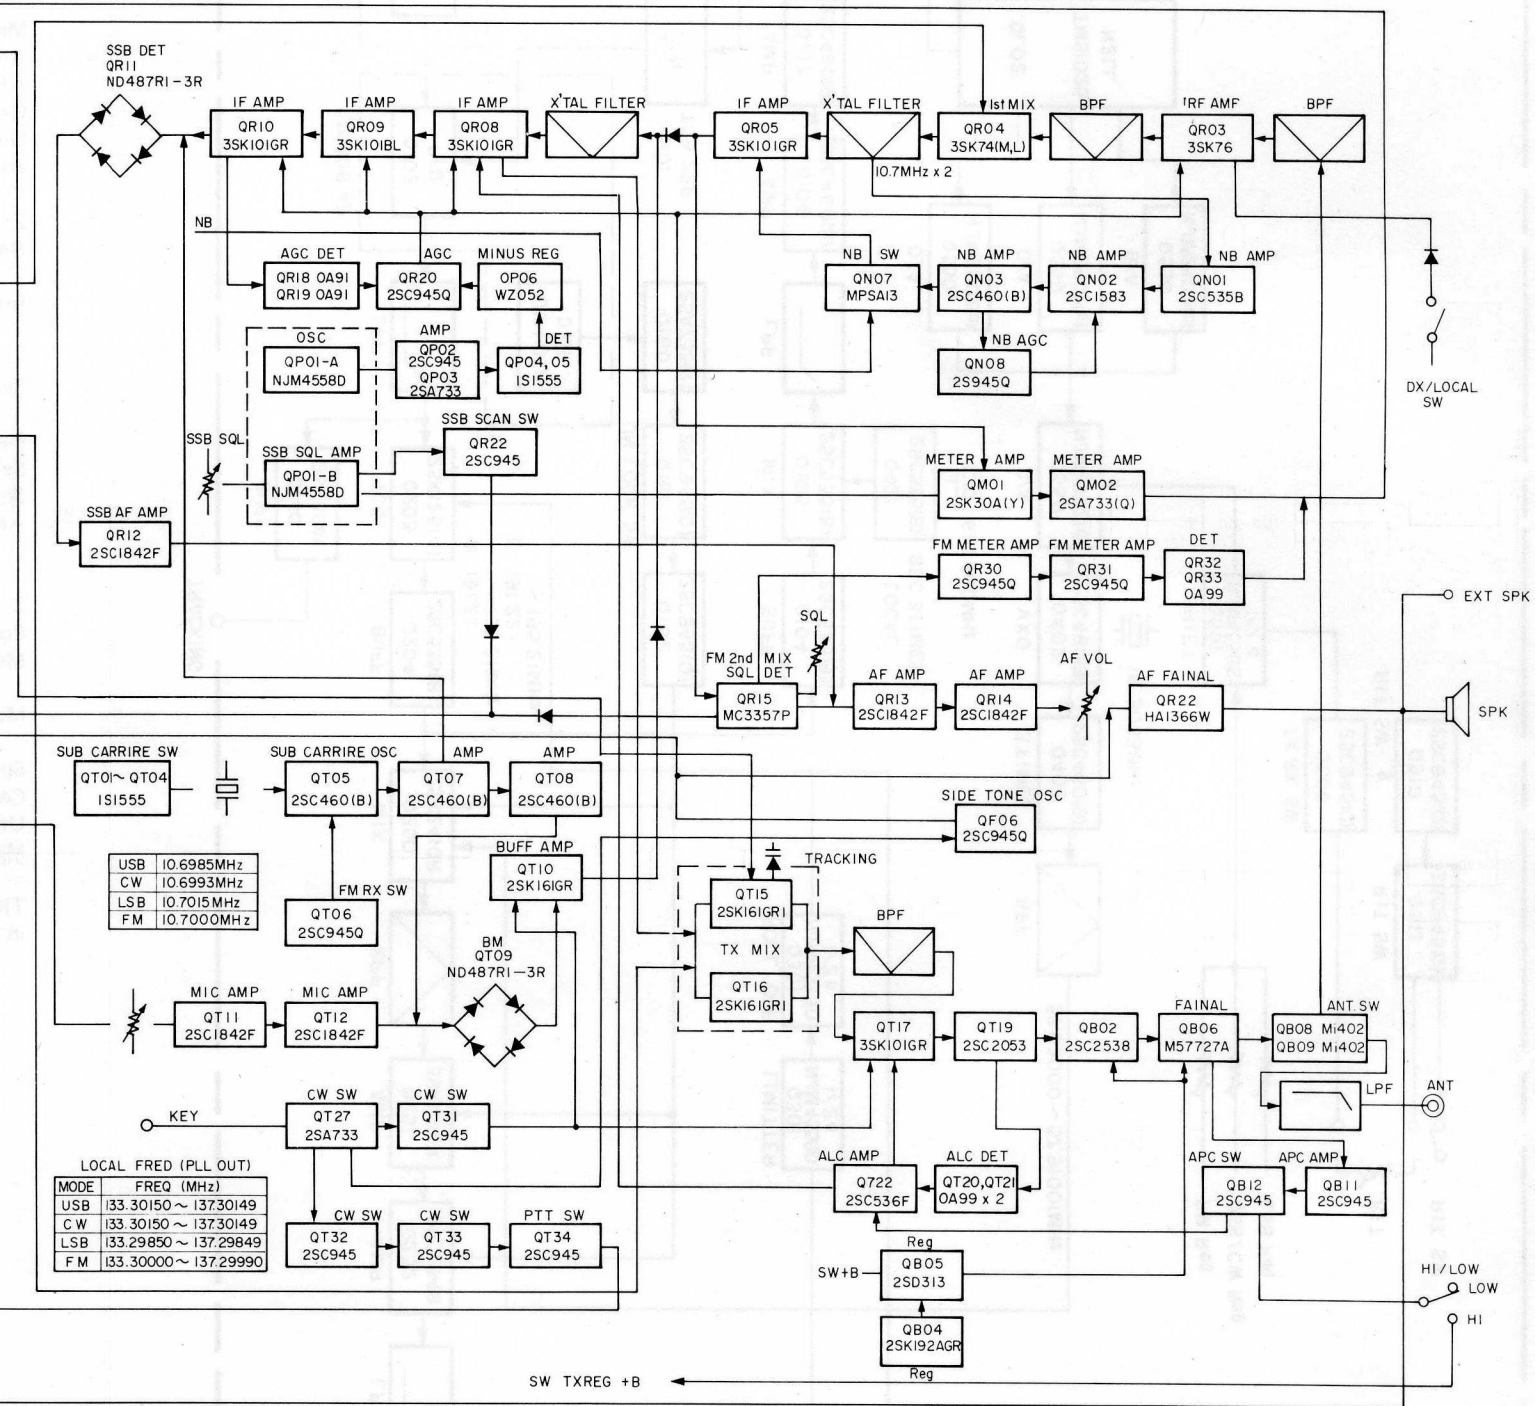 SSB DET
QR11
ND487R1-3R
IF AMP
QR10
3SK101GR
IF AMP
QR09
3SK101BL
IF AMP
QR08
3SK101GR
X'TAL FILTER
IF AMP
QR05
3SK101GR
X'TAL FILTER
10.7MHz x 2
1st MIX
QR04
3SK74(M,L)
BPF
RF AMF
QR03
3SK76
BPF
NB
AGC DET
QR18 OA91
QR19 OA91
AGC
QR20
2SC945Q
MINUS REG
OP06
WZ052
NB SW
QN07
MPSA13
NB AMP
QN03
2SC460(B)
NB AMP
QN02
2SC1583
NB AMP
QN01
2SC535B
NB AGC
QN08
2S945Q
DX/LOCAL
SW
OSC
QP01-A
NJM4558D
AMP
QP02
2SC945
QP03
2SA733
DET
QP04,05
1S1555
SSB SCAN SW
QR22
2SC945
SSB SQL
SSB SQL AMP
QP01-B
NJM4558D
METER AMP
QM01
2SK30A(Y)
METER AMP
QM02
2SA733(Q)
SSB AF AMP
QR12
2SC1842F
FM METER AMP
QR30
2SC945Q
FM METER AMP
QR31
2SC945Q
DET
QR32
QR33
OA99
EXT SPK
SQL
FM 2nd MIX
SQL DET
QR15
MC3357P
AF AMP
QR13
2SC1842F
AF AMP
QR14
2SC1842F
AF VOL
AF FAINAL
QR22
HA1366W
SPK
SUB CARRIRE SW
QT01~QT04
1S1555
SUB CARRIRE OSC
QT05
2SC460(B)
AMP
QT07
2SC460(B)
AMP
QT08
2SC460(B)
SIDE TONE OSC
QF06
2SC945Q
USB 10.6985MHz
CW 10.6993MHz
LSB 10.7015MHz
FM 10.7000MHz
FM RX SW
QT06
2SC945Q
BUFF AMP
QT10
2SK161GR
BM
QT09
ND487R1-3R
TRACKING
QT15
2SK161GR1
TX MIX
QT16
2SK161GR1
BPF
MIC AMP
QT11
2SC1842F
MIC AMP
QT12
2SC1842F
QT17
3SK101GR
QT19
2SC2053
QB02
2SC2538
FAINAL
QB06
M57727A
ANT. SW
QB08 Mi402
QB09 Mi402
LPF
ANT
KEY
CW SW
QT27
2SA733
CW SW
QT31
2SC945
ALC AMP
Q722
2SC536F
ALC DET
QT20,QT21
OA99 x 2
APC SW
QB12
2SC945
APC AMP
QB11
2SC945
LOCAL FRED (PLL OUT)
MODE FREQ (MHz)
USB 133.30150~137.30149
CW 133.30150~137.30149
LSB 133.29850~137.29849
FM 133.30000~137.29990
CW SW
QT32
2SC945
CW SW
QT33
2SC945
PTT SW
QT34
2SC945
Reg
SW+B
QB05
2SD313
QB04
2SK192AGR
Reg
HI/LOW
LOW
HI
SW TXREG +B